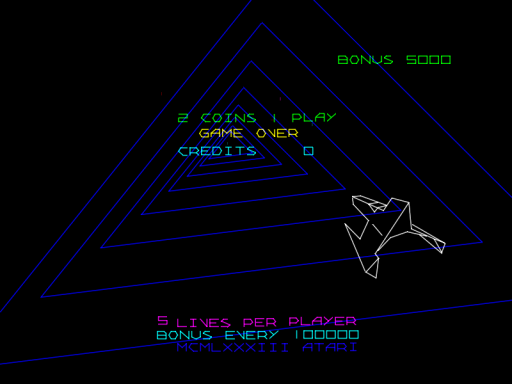 BONUS 5000
2 COINS 1 PLAY
GAME OVER
CREDITS 0
5 LIVES PER PLAYER
BONUS EVERY 100000
MCMLXXXIII ATARI